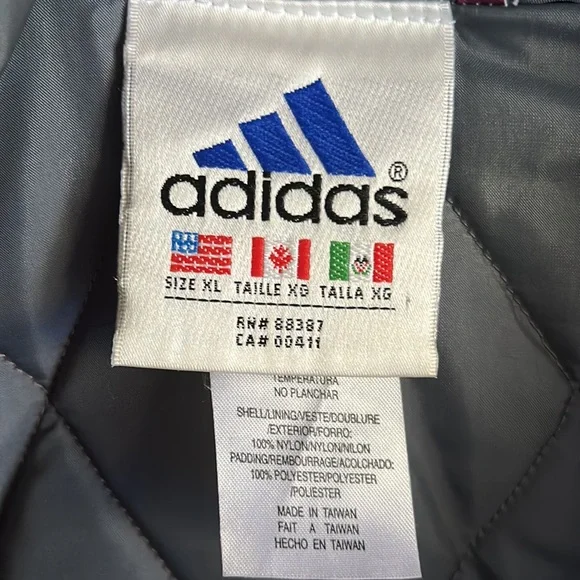 adidas®
SIZE XL TAILLE XG TALLA XG
RN# 88387
CA# 00411
TEMPERATURA
NO PLANCHAR
SHELL/LINING/VESTE/DOUBLURE
/EXTERIOR/FORRO:
100% NYLON/NYLON/NILON
PADDING/REMBOURRAGE/ACOLCHADO:
100% POLYESTER/POLYESTER
/POLIESTER
MADE IN TAIWAN
FAIT A TAIWAN
HECHO EN TAIWAN